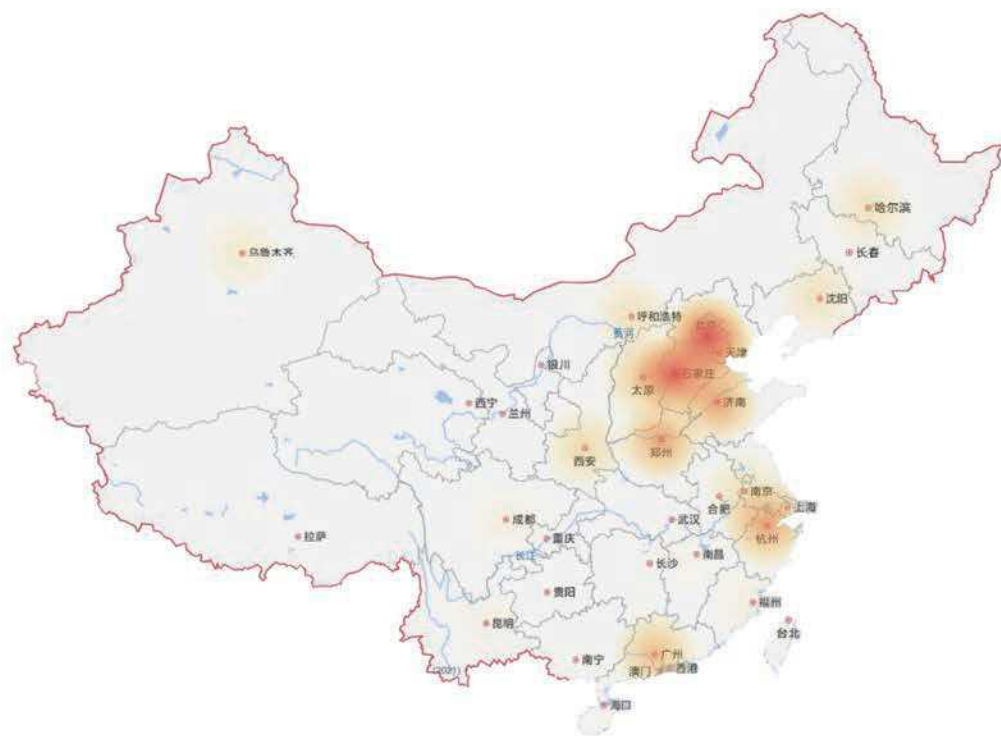 哈尔滨
乌鲁木齐
长春
沈阳
呼和浩特
北京
黄河
天津
银川
石家庄
太原
西宁
济南
兰州
郑州
西安
南京
合肥
上海
成都
武汉
拉萨
重庆
杭州
长江
南昌
长沙
贵阳
福州
昆明
台北
广州
南宁
香港
澳门
(2021)
海口